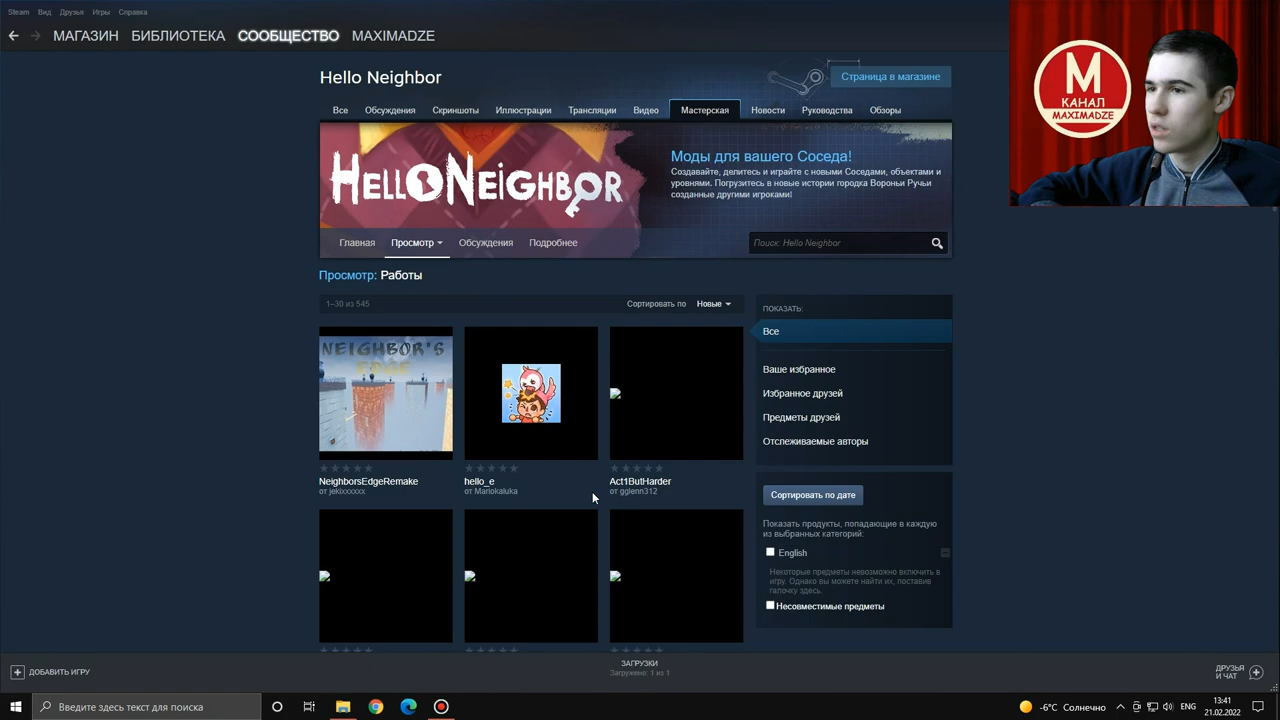 Steam Вид Друзья Игры Справка
МАГАЗИН БИБЛИОТЕКА СООБЩЕСТВО MAXIMADZE
Hello Neighbor
Страница в магазине
Все Обсуждения Скриншоты Иллюстрации Трансляции Видео Мастерская Новости Руководства Обзоры
HELLO NEIGHBOR
Моды для вашего Соседа!
Создавайте, делитесь и играйте с новыми Соседами, объектами и
уровнями. Погрузитесь в новые истории городка Вороньи Ручьи
созданные другими игроками!
Главная Просмотр Обсуждения Подробнее
Поиск: Hello Neighbor
Просмотр: Работы
1–30 из 545
Сортировать по Новые
NEIGHBOR'S
EDGE
NeighborsEdgeRemake
от jekixxxxxx
hello_e
от Mariokaluka
Act1ButHarder
от gglenn312
ПОКАЗАТЬ:
Все
Ваше избранное
Избранное друзей
Предметы друзей
Отслеживаемые авторы
Сортировать по дате
Показать продукты, попадающие в каждую
из выбранных категорий:
English
Некоторые предметы невозможно включить в
игру. Однако вы можете найти их, поставив
галочку здесь.
Несовместимые предметы
M
КАНАЛ
MAXIMADZE
ДОБАВИТЬ ИГРУ
ЗАГРУЗКИ
Загружено: 1 из 1
ДРУЗЬЯ
И ЧАТ
Введите здесь текст для поиска
-6°C Солнечно
ENG
13:41
21.02.2022